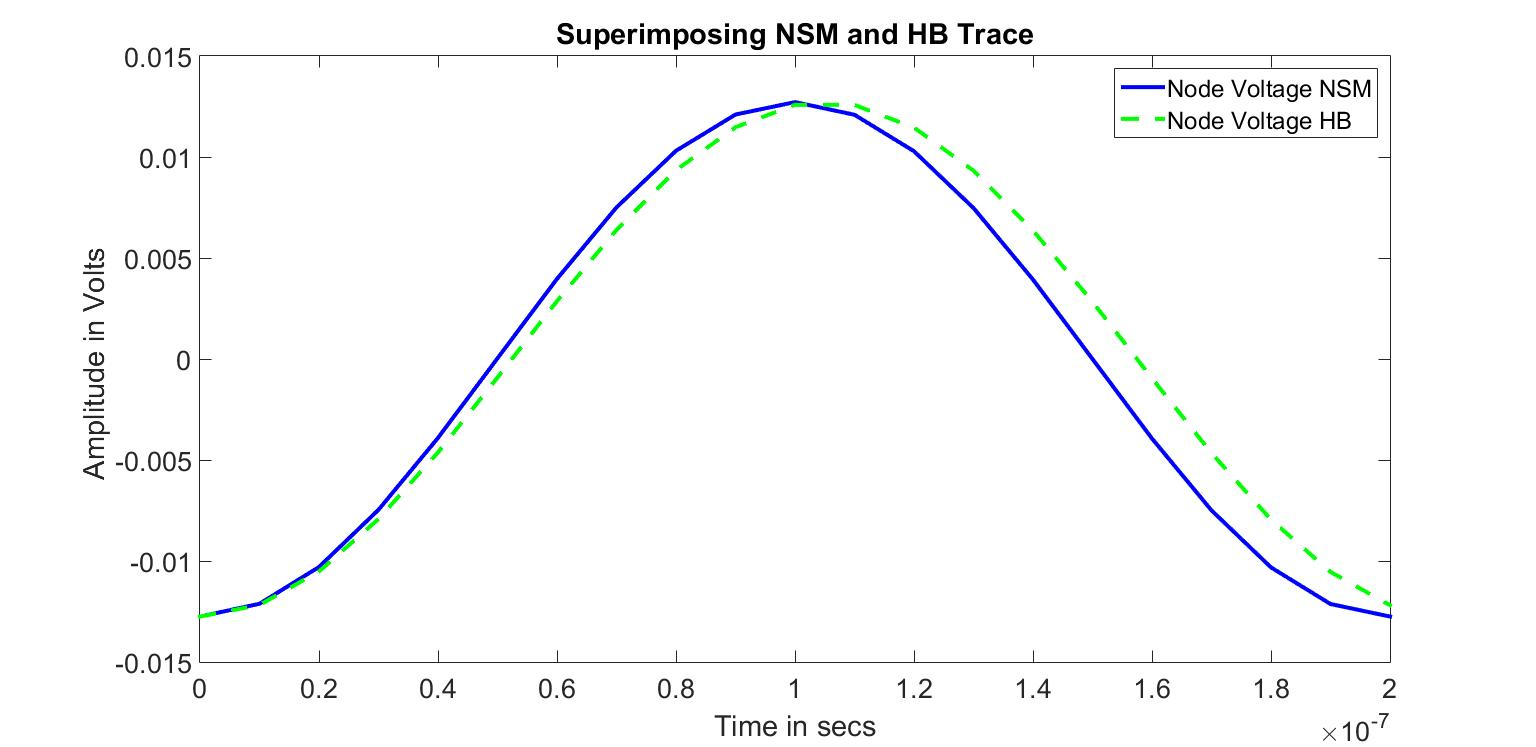 Superimposing NSM and HB Trace
0.015
0.01
0.005
0
-0.005
-0.01
-0.015
Amplitude in Volts
Node Voltage NSM
Node Voltage HB
0 0.2 0.4 0.6 0.8 1 1.2 1.4 1.6 1.8 2
Time in secs
×10⁻⁷